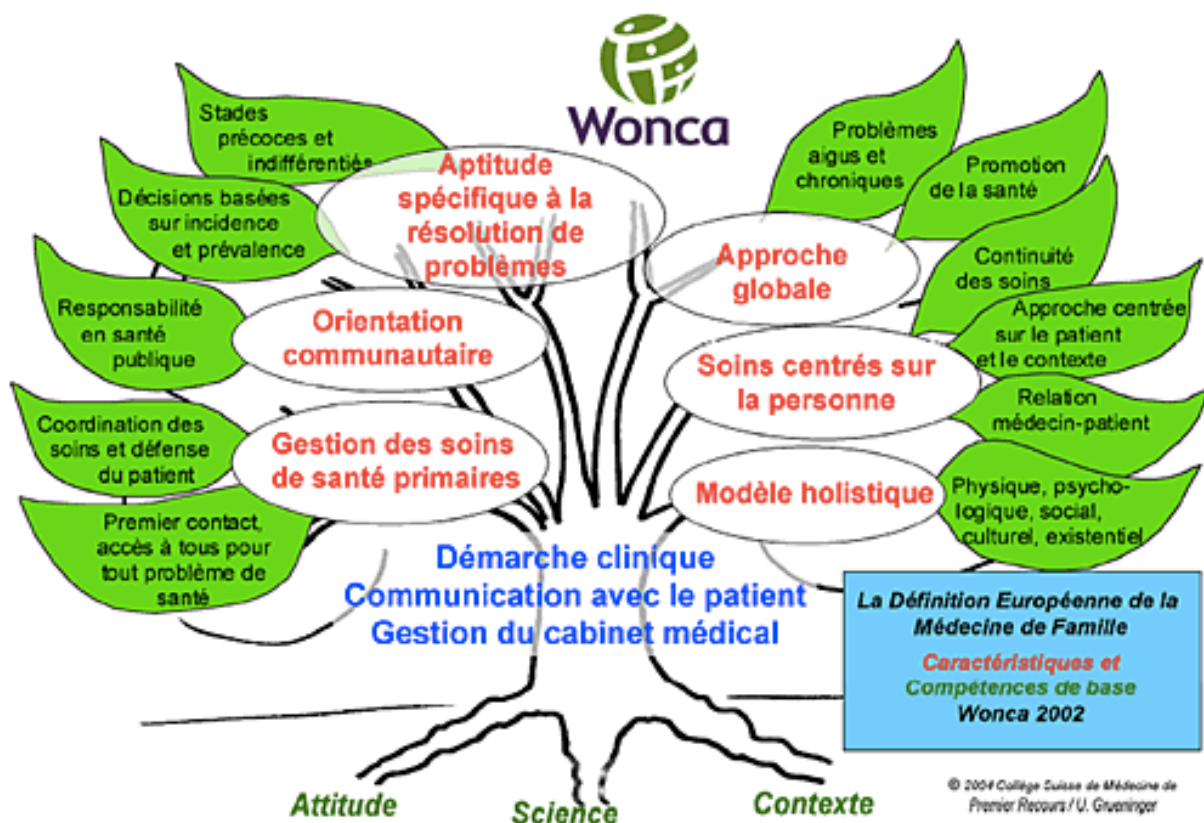 Wonca
Stades
précoces et
indifférentiés
Aptitude
spécifique à la
résolution de
problèmes
Problèmes
aigus et
chroniques
Promotion
de la santé
Décisions basées
sur incidence
et prévalence
Approche
globale
Continuité
des soins
Responsabilité
en santé
publique
Orientation
communautaire
Approche centrée
sur le patient
et le contexte
Soins centrés sur
la personne
Relation
médecin-patient
Coordination des
soins et défense
du patient
Gestion des soins
de santé primaires
Modèle holistique
Physique, psycho-
logique, social,
culturel, existentiel
Premier contact,
accès à tous pour
tout problème de
santé
Démarche clinique
Communication avec le patient
Gestion du cabinet médical
La Définition Européenne de la
Médecine de Famille
Caractéristiques et
Compétences de base
Wonca 2002
Attitude
Science
Contexte
© 2004 Collège Suisse de Médecine de
Premier Recours / U. Grueninger